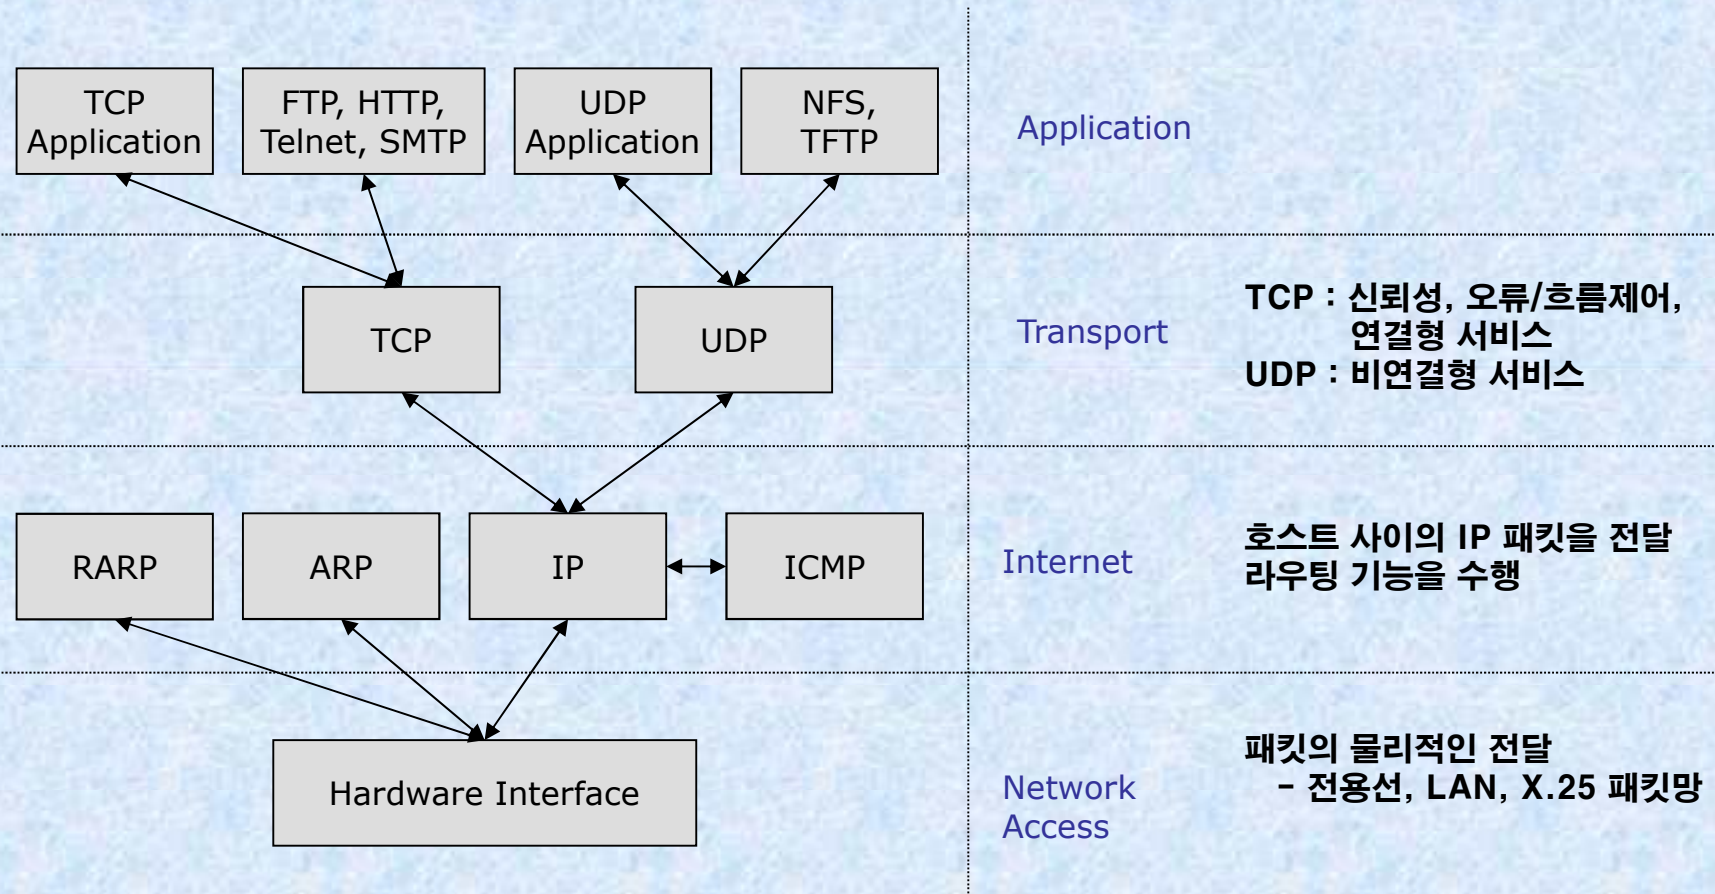 TCP
Application
FTP, HTTP,
Telnet, SMTP
UDP
Application
NFS,
TFTP
Application
TCP
UDP
Transport
TCP : 신뢰성, 오류/흐름제어,
연결형 서비스
UDP : 비연결형 서비스
RARP
ARP
IP
ICMP
Internet
호스트 사이의 IP 패킷을 전달
라우팅 기능을 수행
Hardware Interface
Network
Access
패킷의 물리적인 전달
- 전용선, LAN, X.25 패킷망